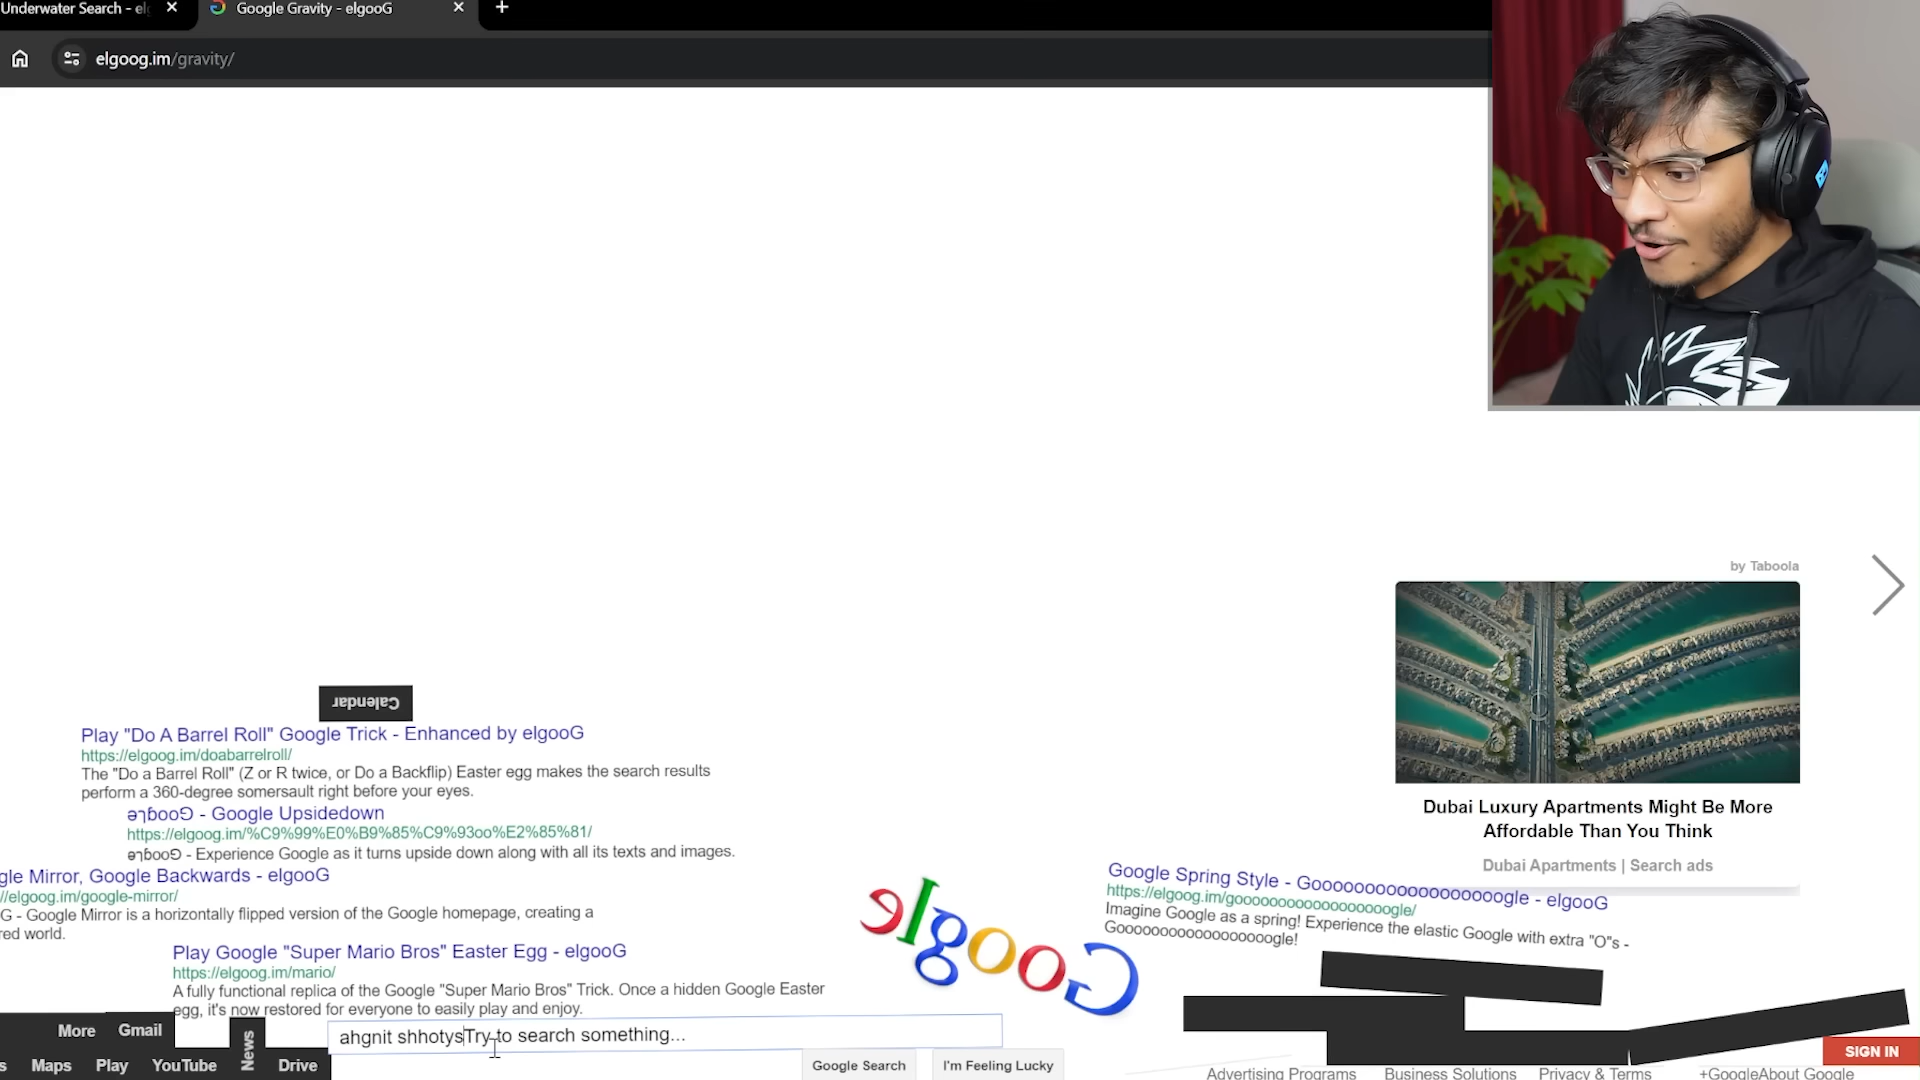 Underwater Search - el
Google Gravity - elgooG
elgoog.im/gravity/
by Taboola
Dubai Luxury Apartments Might Be More
Affordable Than You Think
Dubai Apartments | Search ads
Calendar
Play "Do A Barrel Roll" Google Trick - Enhanced by elgooG
https://elgoog.im/doabarrelroll/
The "Do a Barrel Roll" (Z or R twice, or Do a Backflip) Easter egg makes the search results
perform a 360-degree somersault right before your eyes.
ǝlƃooƆ - Google Upsidedown
https://elgoog.im/%C9%99%E0%B9%85%C9%93oo%E2%85%81/
ǝlƃooƆ - Experience Google as it turns upside down along with all its texts and images.
gle Mirror, Google Backwards - elgooG
//elgoog.im/google-mirror/
G - Google Mirror is a horizontally flipped version of the Google homepage, creating a
red world.
Play Google "Super Mario Bros" Easter Egg - elgooG
https://elgoog.im/mario/
A fully functional replica of the Google "Super Mario Bros" Trick. Once a hidden Google Easter
egg, it's now restored for everyone to easily play and enjoy.
Google
Google Spring Style - Goooooooooooooooooogle - elgooG
https://elgoog.im/goooooooooooooooooogle/
Imagine Google as a spring! Experience the elastic Google with extra "O"s -
Goooooooooooooooooogle!
ahgnit shhotysTry to search something...
More Gmail
News
s Maps Play YouTube Drive
Google Search I'm Feeling Lucky
SIGN IN
Advertising Programs Business Solutions Privacy & Terms +GoogleAbout Google